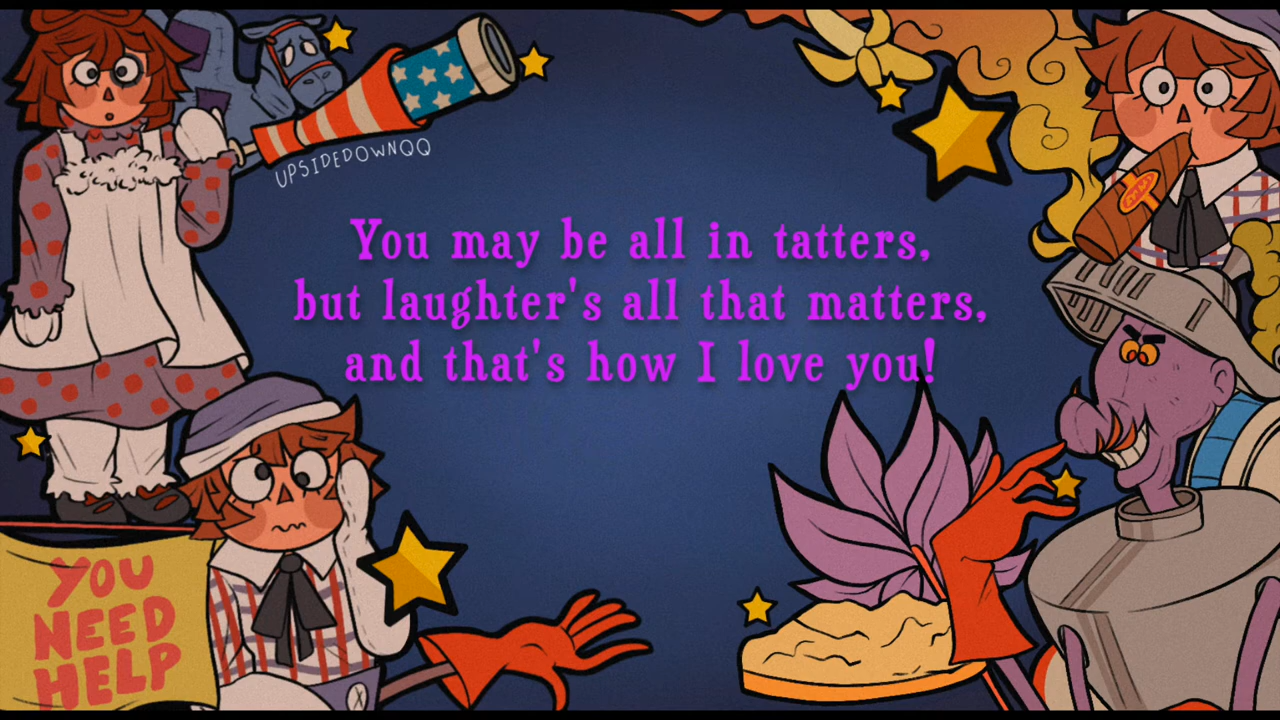 UPSIDEDOWNQQ
You may be all in tatters,
but laughter's all that matters,
and that's how I love you!
YOU
NEED
HELP